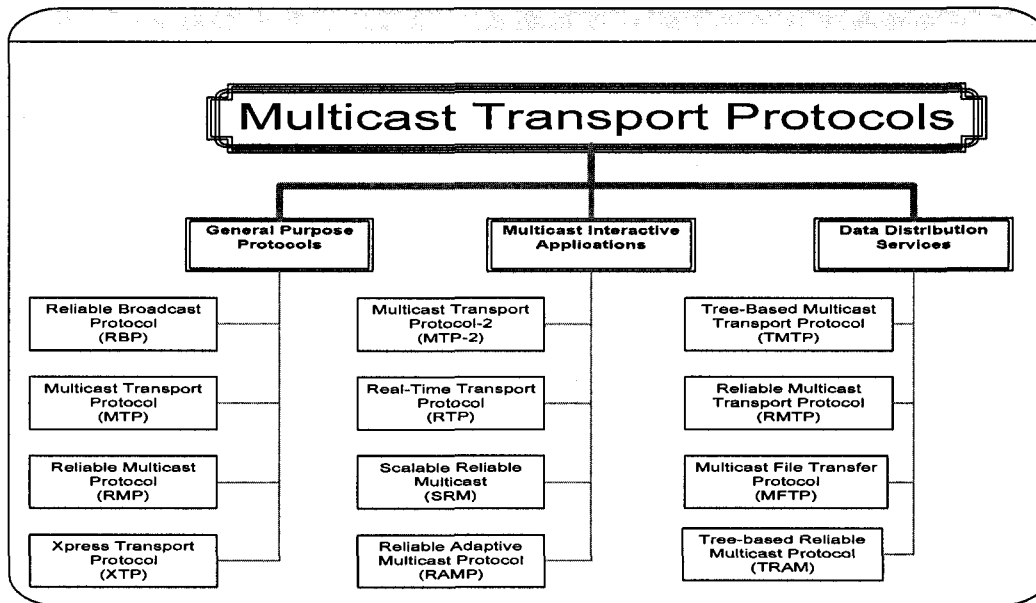 Multicast Transport Protocols
General Purpose
Protocols
Reliable Broadcast
Protocol
(RBP)
Multicast Transport
Protocol
(MTP)
Reliable Multicast
Protocol
(RMP)
Xpress Transport
Protocol
(XTP)
Multicast Interactive
Applications
Multicast Transport
Protocol-2
(MTP-2)
Real-Time Transport
Protocol
(RTP)
Scalable Reliable
Multicast
(SRM)
Reliable Adaptive
Multicast Protocol
(RAMP)
Data Distribution
Services
Tree-Based Multicast
Transport Protocol
(TMTP)
Reliable Multicast
Transport Protocol
(RMTP)
Multicast File Transfer
Protocol
(MFTP)
Tree-based Reliable
Multicast Protocol
(TRAM)